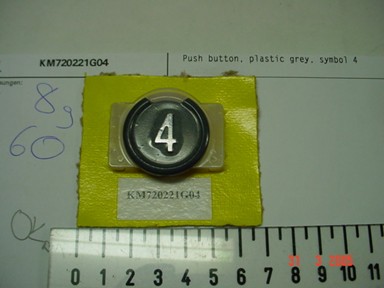 KM720221G04
Push button, plastic grey, symbol 4
8g
60
4
KM720221G04
0 1 2 3 4 5 6 7 8 9 10 11